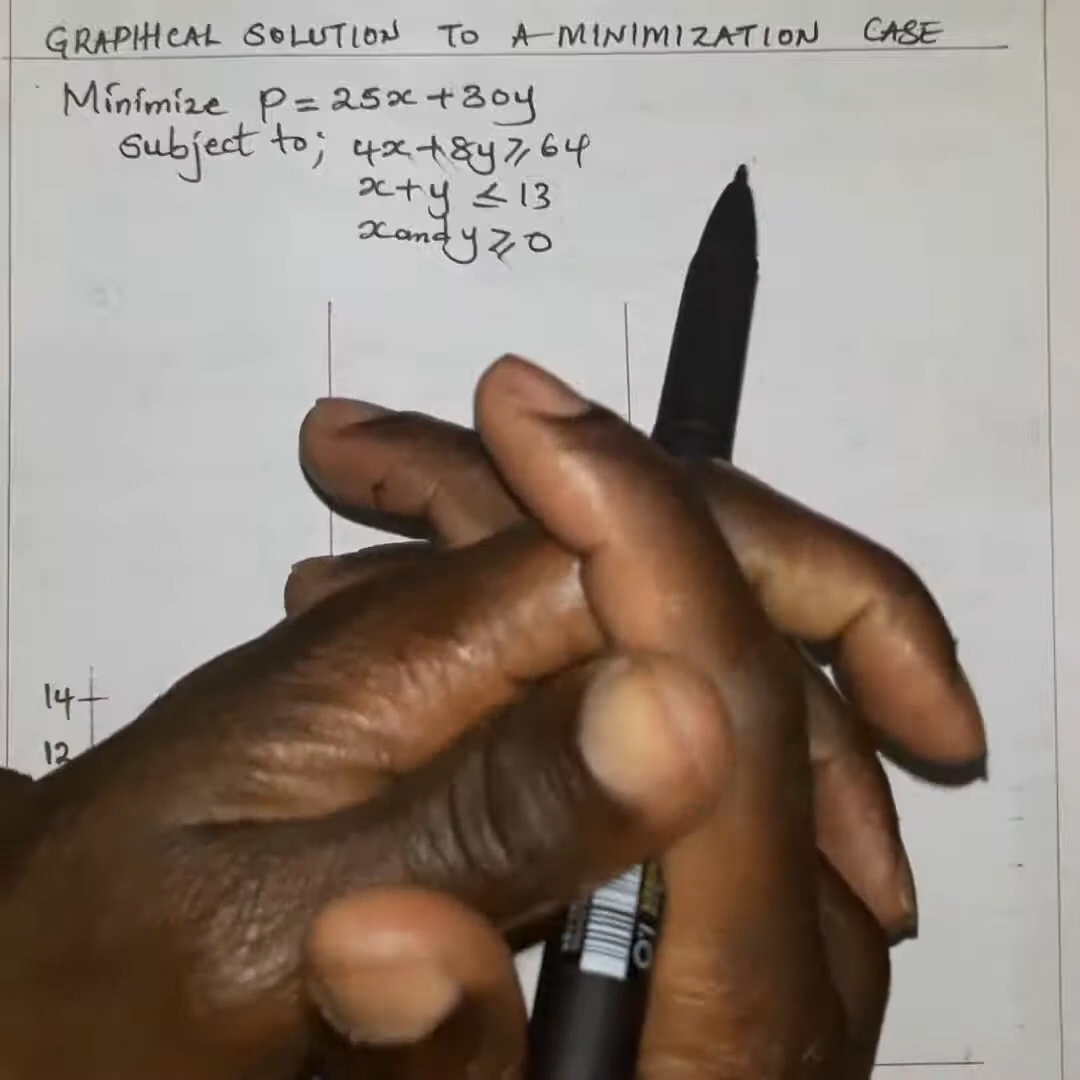 GRAPHICAL SOLUTION TO A MINIMIZATION CASE
Minimize P = 25x + 30y
Subject to; 4x + 8y ≥ 64
x + y ≤ 13
x and y ≥ 0
14
12